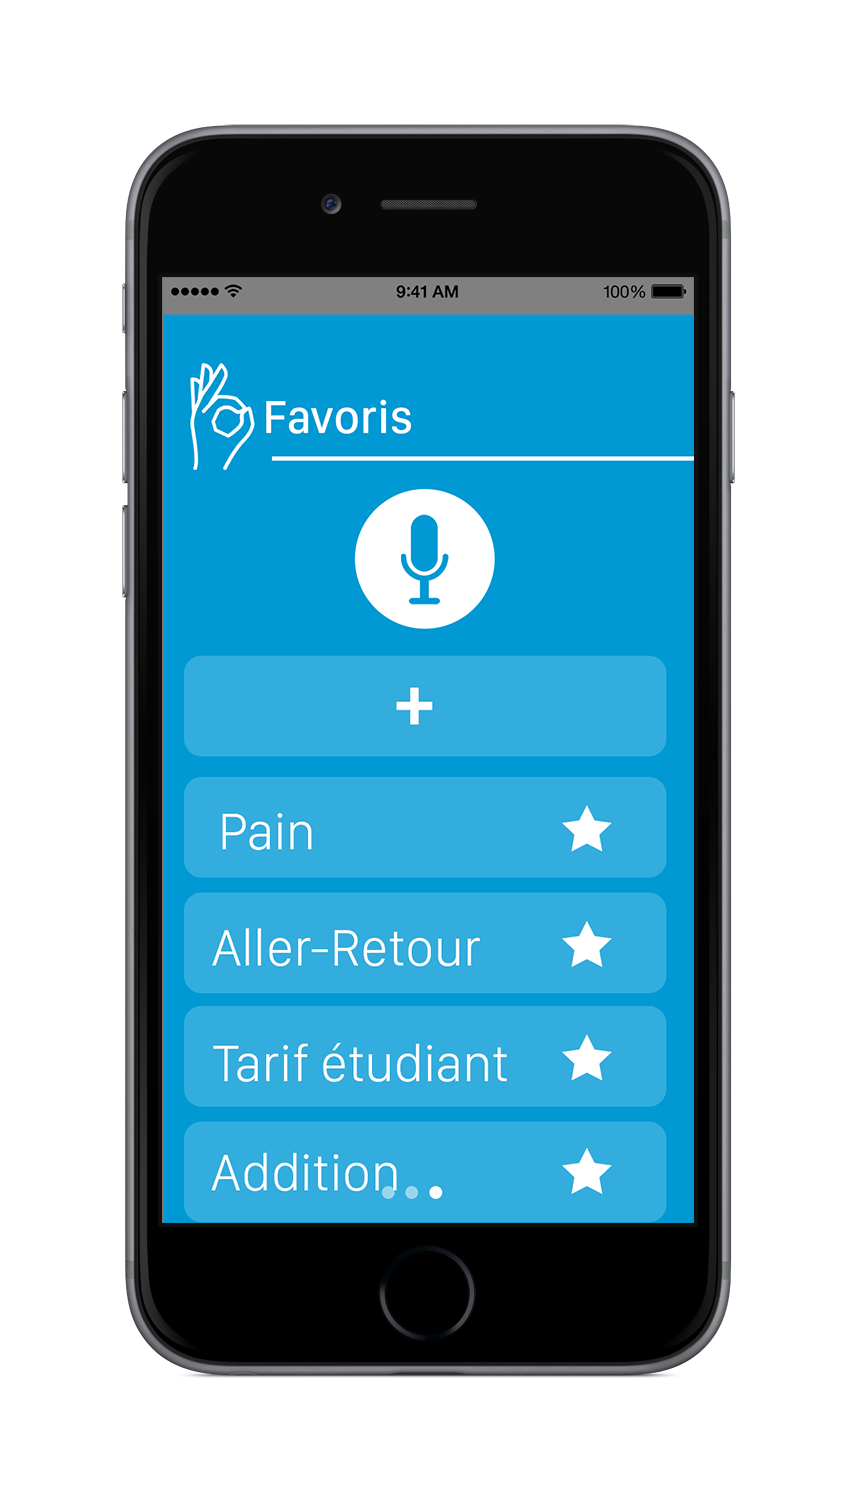 9:41 AM
100%
Favoris
+
Pain
Aller-Retour
Tarif étudiant
Addition